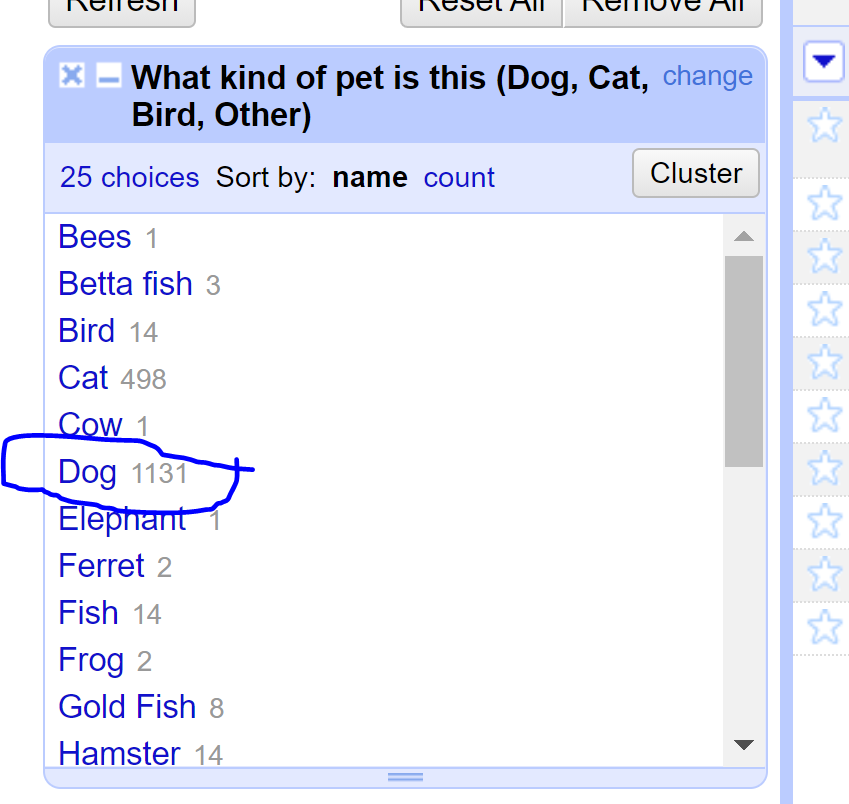 Refresh Reset All Remove All
What kind of pet is this (Dog, Cat, change
Bird, Other)
25 choices Sort by: name count Cluster
Bees 1
Betta fish 3
Bird 14
Cat 498
Cow 1
Dog 1131
Elephant 1
Ferret 2
Fish 14
Frog 2
Gold Fish 8
Hamster 14